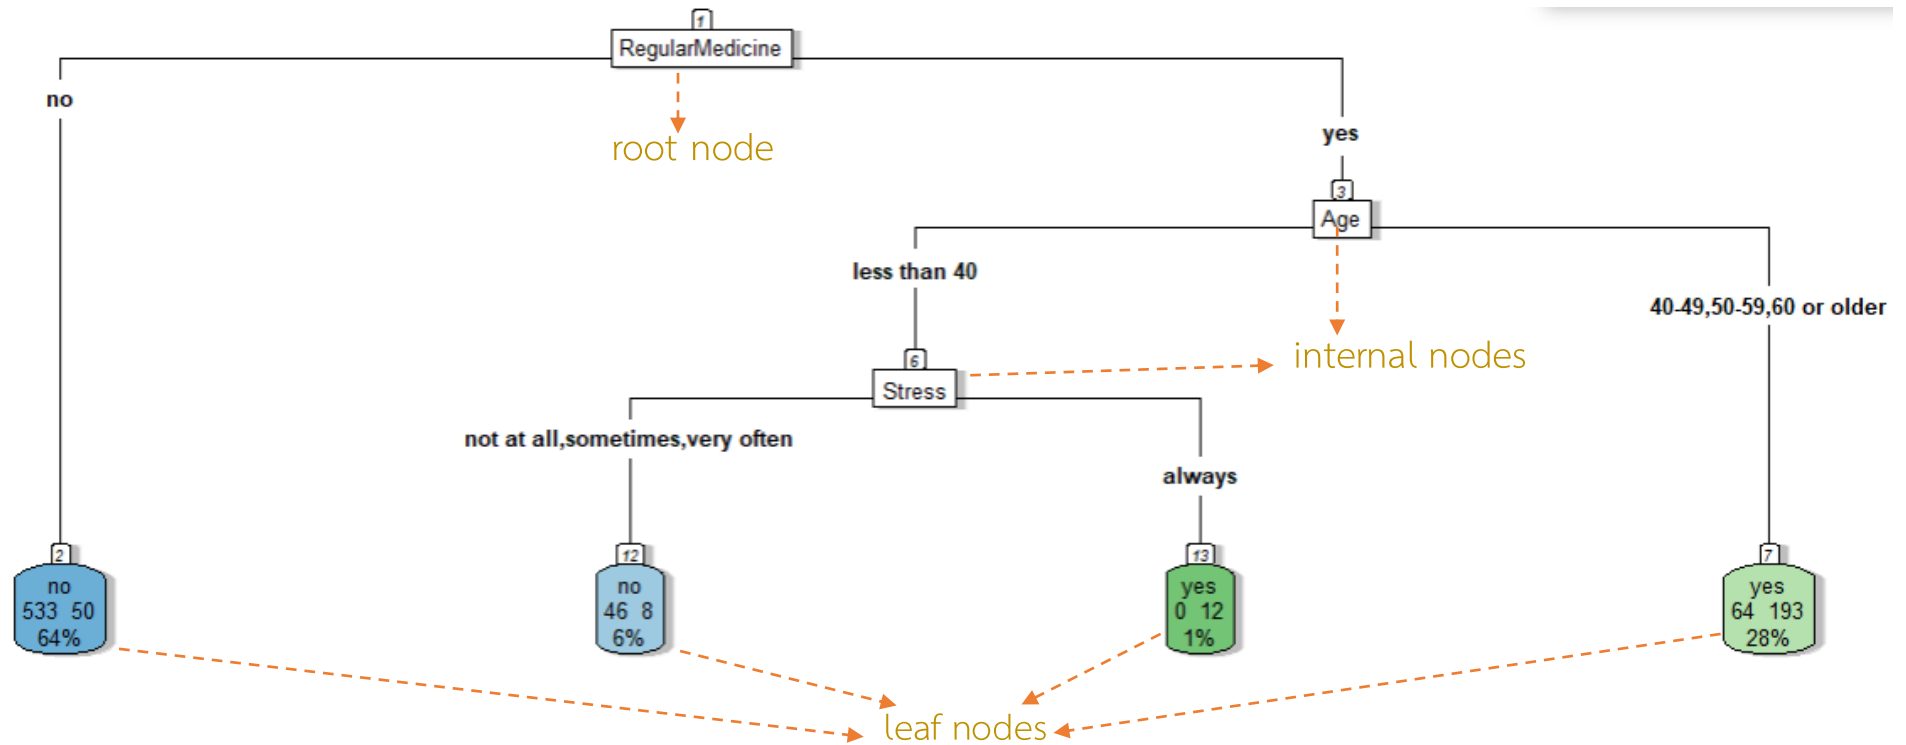 1
RegularMedicine
no
root node
yes
3
Age
less than 40
40-49,50-59,60 or older
internal nodes
6
Stress
not at all,sometimes,very often
always
2
no
533 50
64%
12
no
46 8
6%
13
yes
0 12
1%
7
yes
64 193
28%
leaf nodes